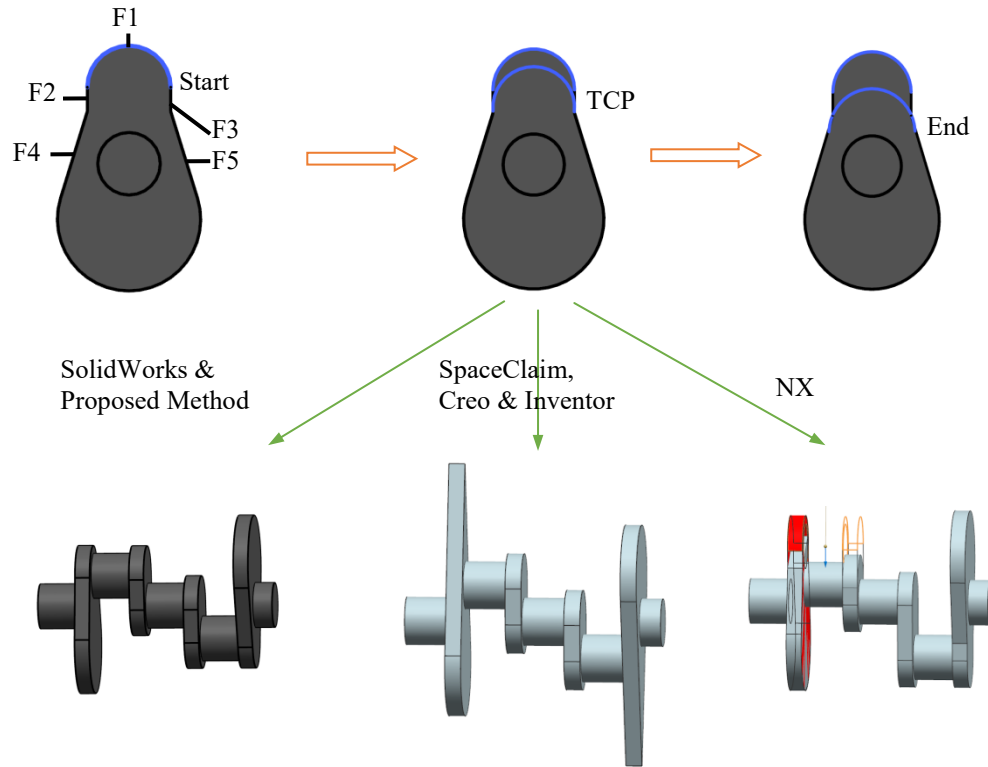 F1
Start
F2
F3
F4
F5
TCP
End
SolidWorks &
Proposed Method
SpaceClaim,
Creo & Inventor
NX